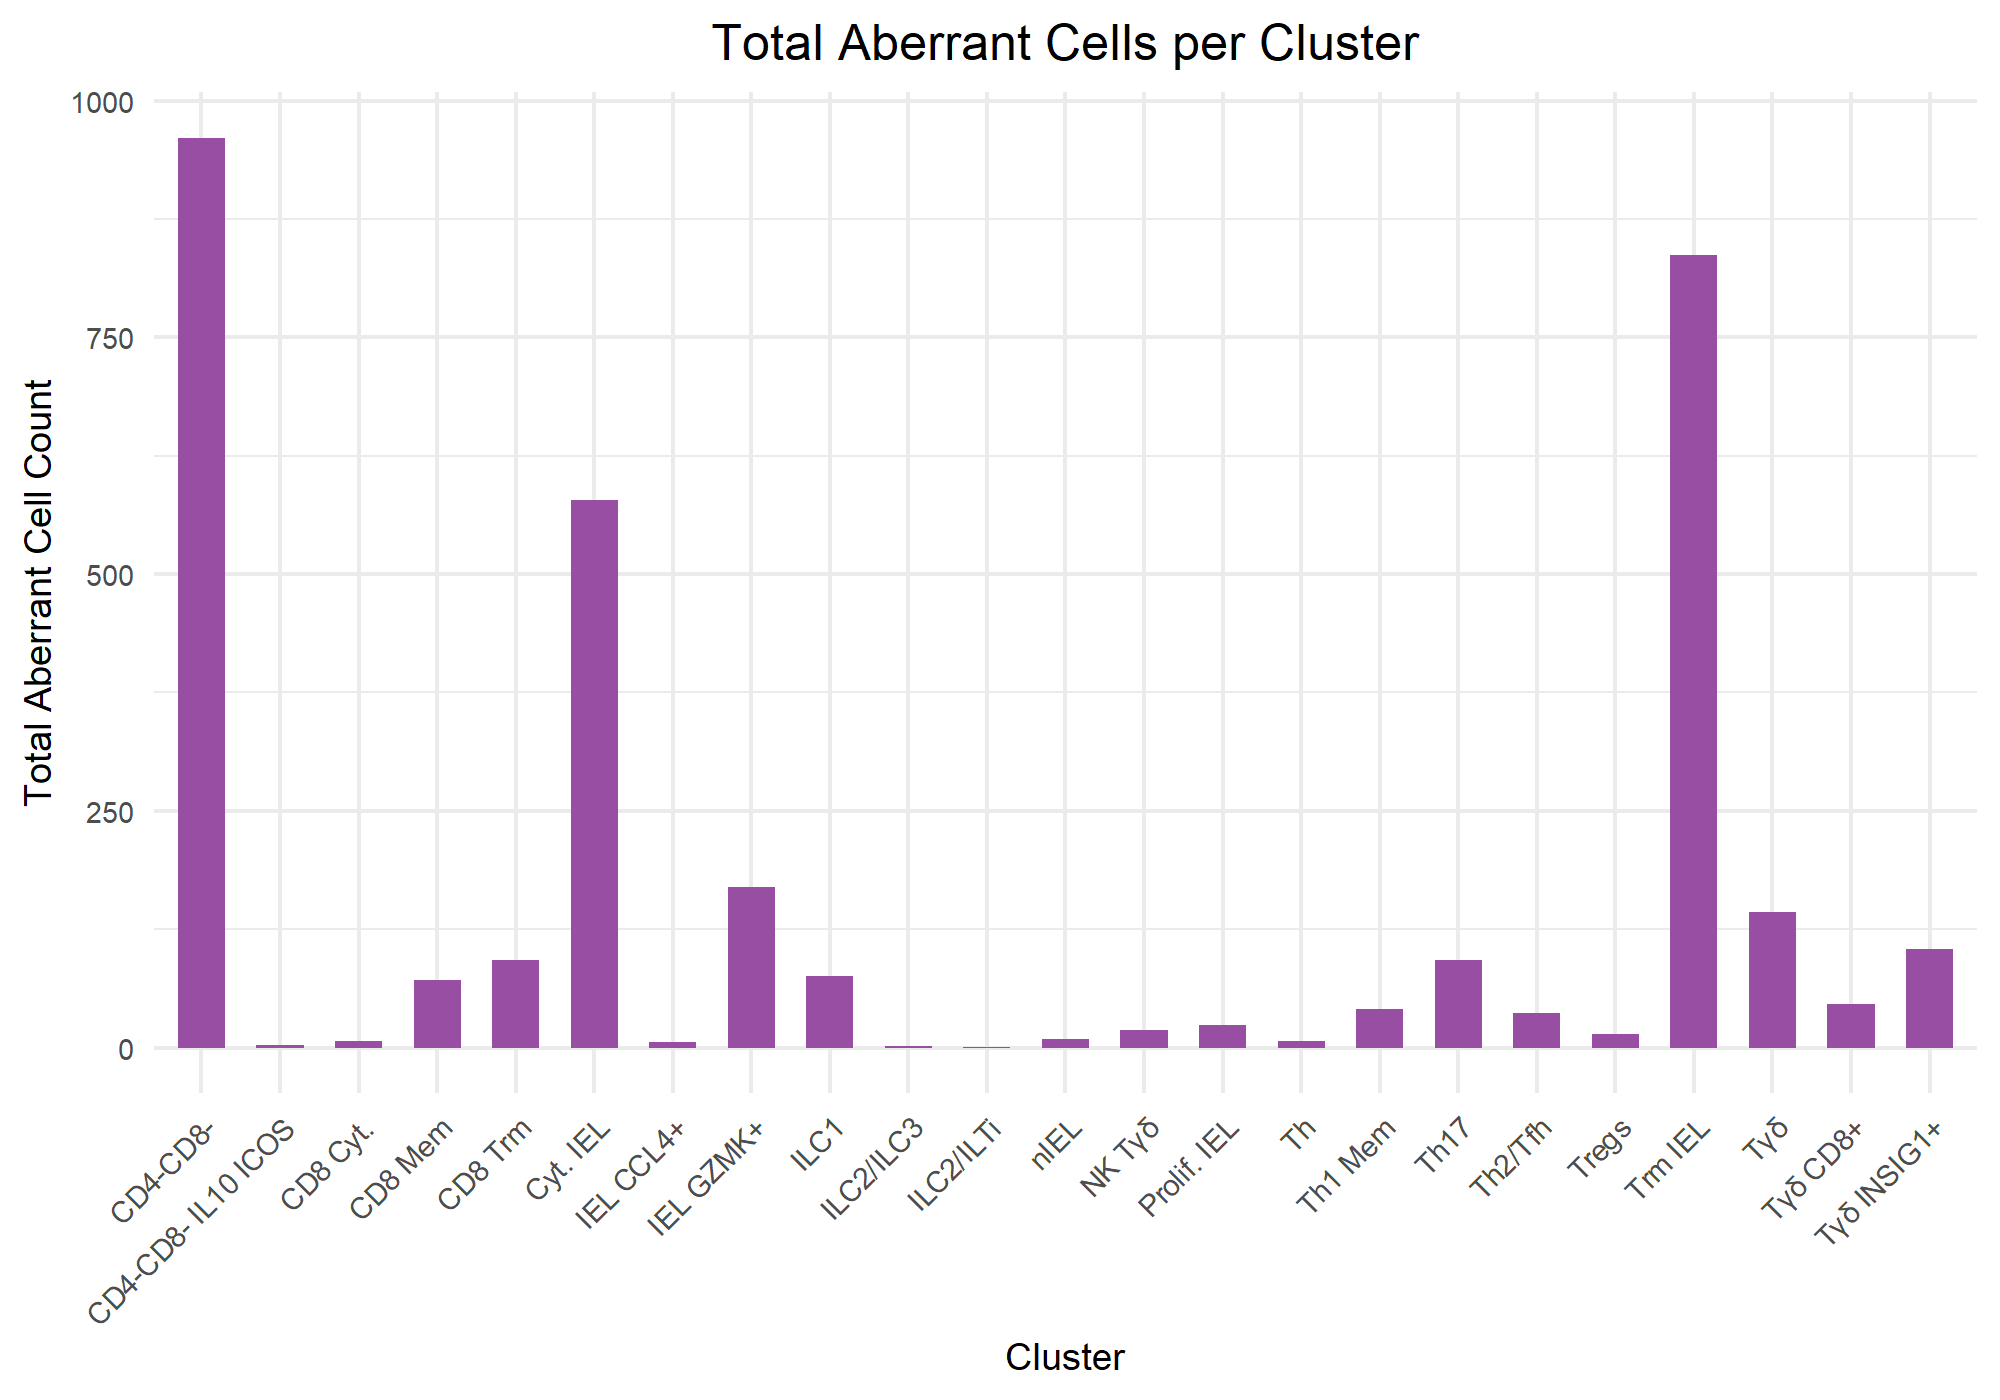 Total Aberrant Cells per Cluster
Total Aberrant Cell Count
1000
750
500
250
0
CD4-CD8-
CD4-CD8- IL10 ICOS
CD8 Cyt.
CD8 Mem
CD8 Trm
Cyt. IEL
IEL CCL4+
IEL GZMK+
ILC1
ILC2/ILC3
ILC2/ILTi
nIEL
NK Tγδ
Prolif. IEL
Th
Th1 Mem
Th17
Th2/Tfh
Tregs
Trm IEL
Tγδ
Tγδ CD8+
Tγδ INSIG1+
Cluster